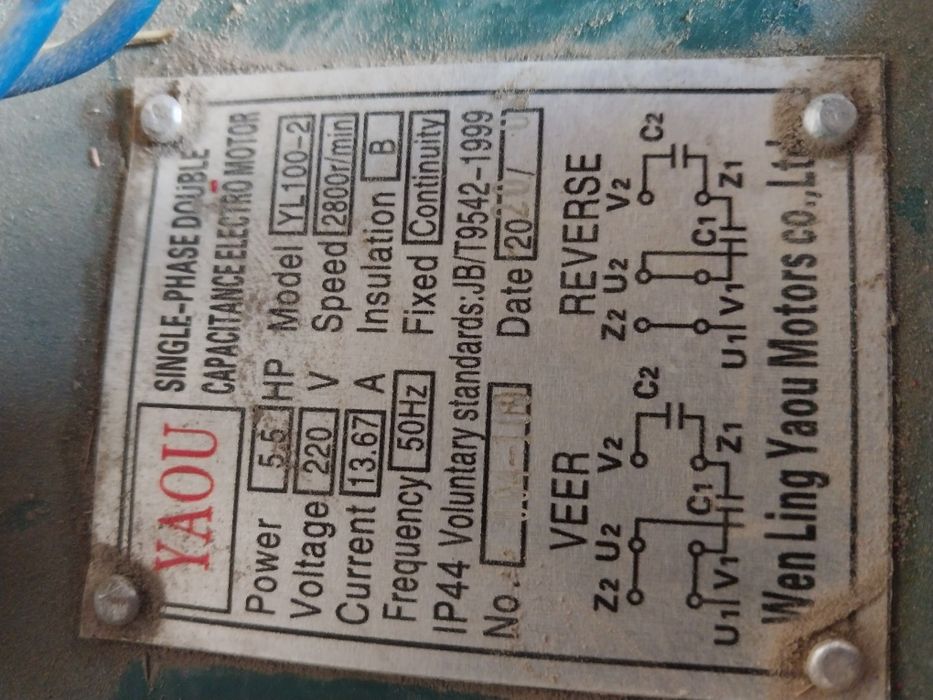 YAOU
SINGLE-PHASE DOUBLE
CAPACITANCE ELECTRO MOTOR
Power 5.5 HP Model YL100-2
Voltage 220 V Speed 2800r/min
Current 13.67 A Insulation B
Frequency 50Hz Fixed Continuity
IP44 Voluntary standards:JB/T9542-1999
No. Date 20
VEER REVERSE
Z2 U2 V2 C2 Z2 U2 V2 C2
U1 V1 C1 Z1 U1 V1 C1 Z1
Wen Ling Yaou Motors co.,Ltd